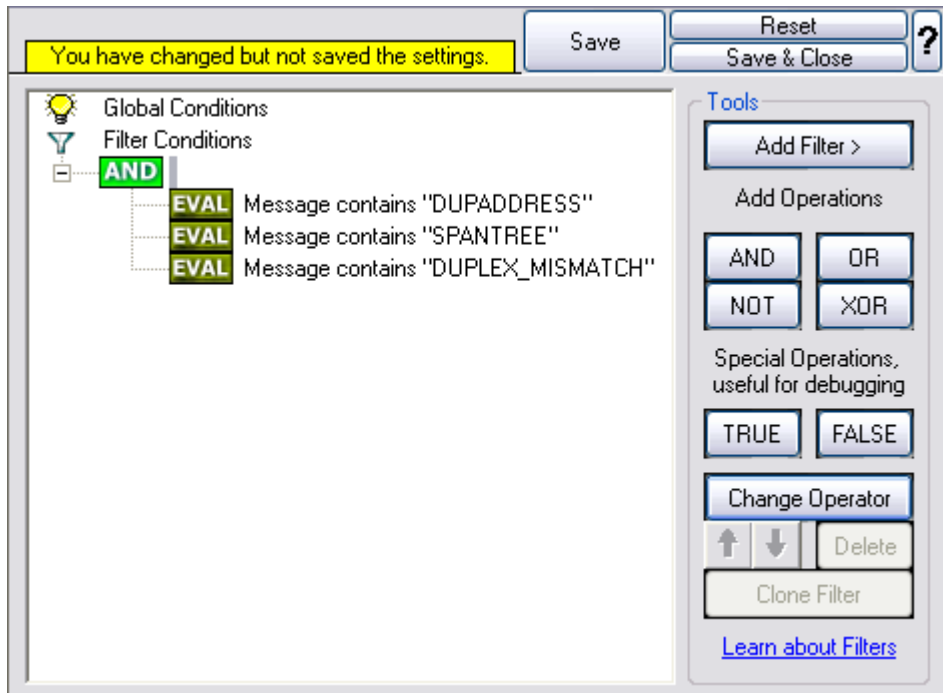 You have changed but not saved the settings.
Save
Reset
Save & Close
?
Global Conditions
Filter Conditions
AND
EVAL Message contains "DUPADDRESS"
EVAL Message contains "SPANTREE"
EVAL Message contains "DUPLEX_MISMATCH"
Tools
Add Filter >
Add Operations
AND OR
NOT XOR
Special Operations,
useful for debugging
TRUE FALSE
Change Operator
Delete
Clone Filter
Learn about Filters